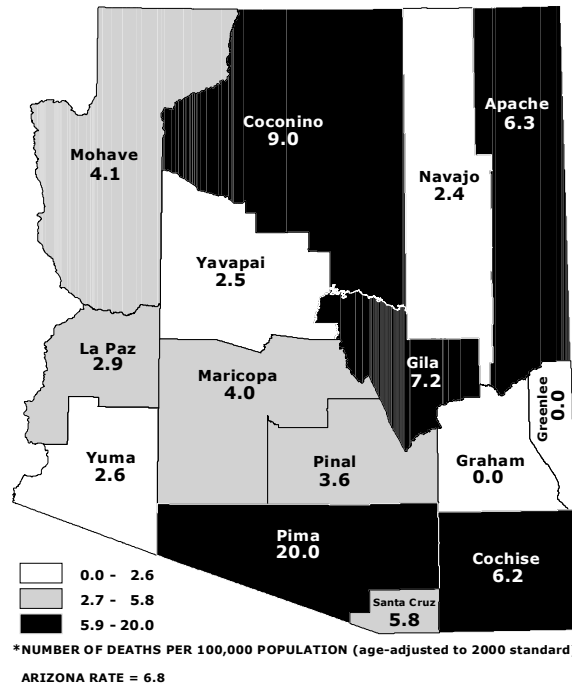 Apache
6.3
Coconino
9.0
Mohave
4.1
Navajo
2.4
Yavapai
2.5
La Paz
2.9
Maricopa
4.0
Gila
7.2
Greenlee
0.0
Yuma
2.6
Pinal
3.6
Graham
0.0
Pima
20.0
Cochise
6.2
Santa Cruz
5.8
0.0 - 2.6
2.7 - 5.8
5.9 - 20.0
*NUMBER OF DEATHS PER 100,000 POPULATION (age-adjusted to 2000 standard
ARIZONA RATE = 6.8